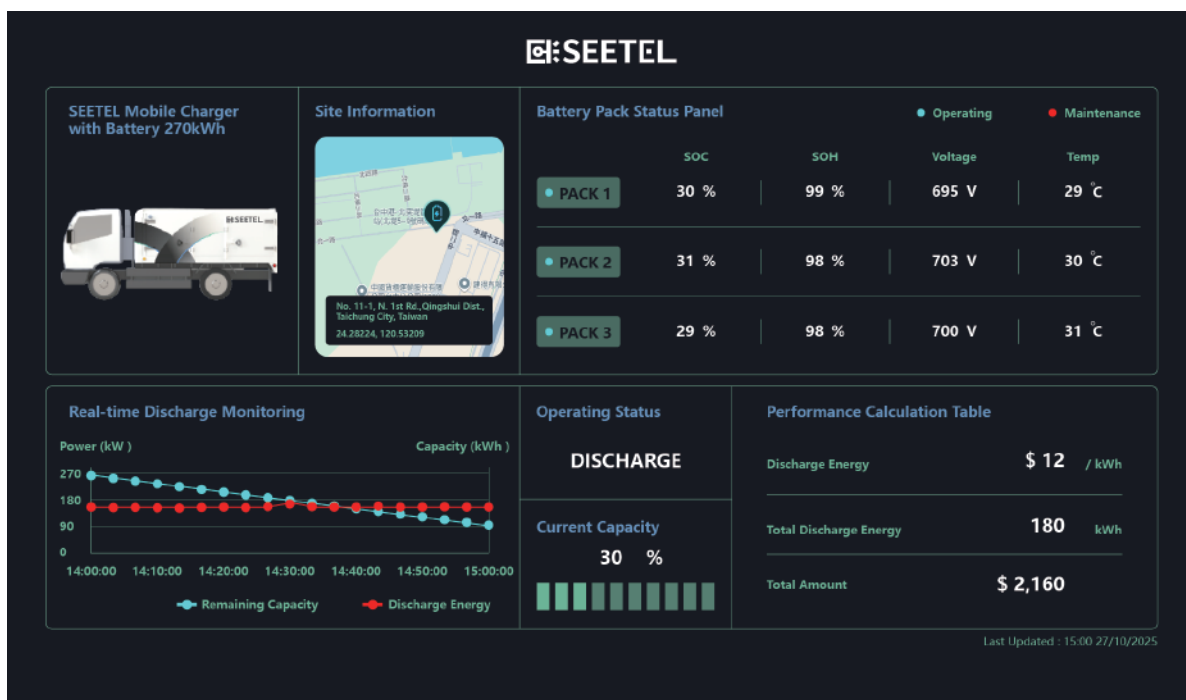 SEETEL
SEETEL Mobile Charger
with Battery 270kWh
SEETEL
Site Information
No. 11-1, N. 1st Rd.,Qingshui Dist.,
Taichung City, Taiwan
24.28224, 120.53209
Battery Pack Status Panel
Operating
Maintenance
SOC SOH Voltage Temp
PACK 1 30 % 99 % 695 V 29 °C
PACK 2 31 % 98 % 703 V 30 °C
PACK 3 29 % 98 % 700 V 31 °C
Real-time Discharge Monitoring
Power (kW )
Capacity (kWh )
270
180
90
0
14:00:00 14:10:00 14:20:00 14:30:00 14:40:00 14:50:00 15:00:00
Remaining Capacity
Discharge Energy
Operating Status
DISCHARGE
Current Capacity
30 %
Performance Calculation Table
Discharge Energy $ 12 / kWh
Total Discharge Energy 180 kWh
Total Amount $ 2,160
Last Updated : 15:00 27/10/2025